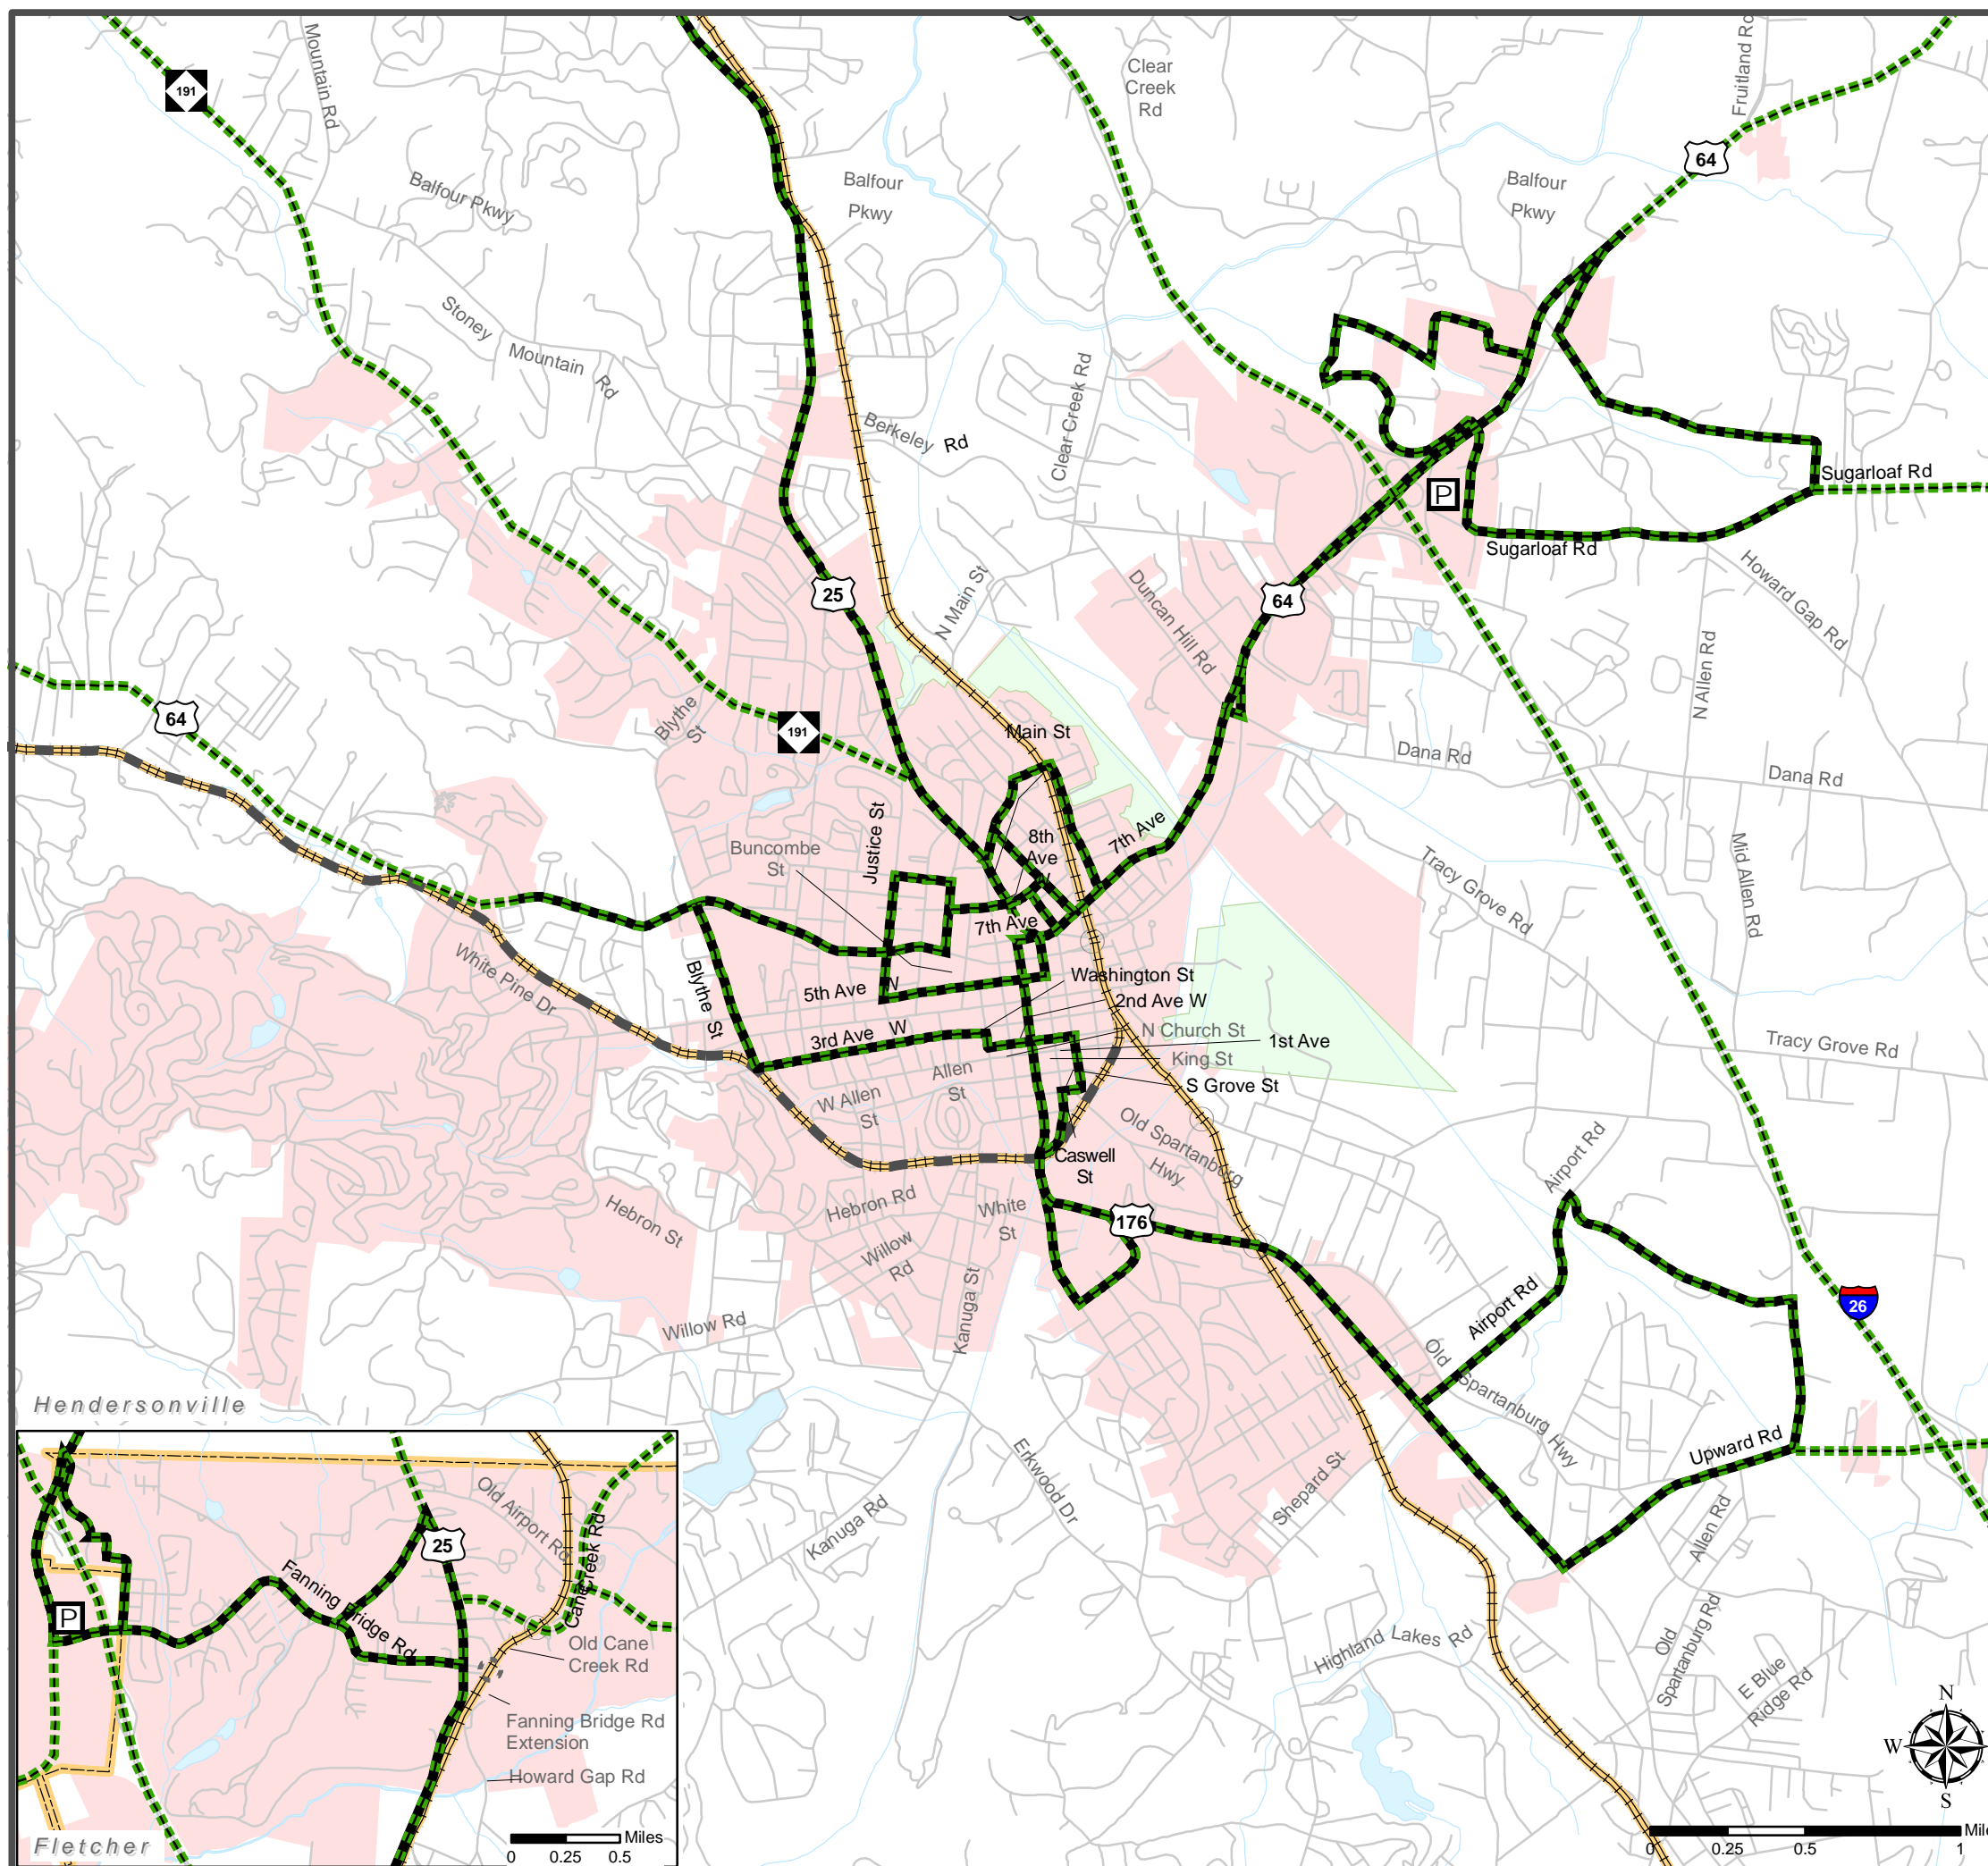 191
Mountain Rd
Clear
Creek
Rd
Fruitland Rd
64
Balfour Pkwy
Balfour
Pkwy
Balfour
Pkwy
Stoney
Mountain
Rd
Berkeley Rd
Clear Creek Rd
Sugarloaf Rd
P
Sugarloaf Rd
Howard Gap Rd
25
N Main St
Duncan Hill Rd
64
N Allen Rd
64
Blythe
St
191
Main St
Dana Rd
Dana Rd
Justice St
Buncombe
St
8th
Ave
7th Ave
Tracy Grove Rd
Mid Allen Rd
7th Ave
White Pine Dr
Blythe St
5th Ave W
Washington St
2nd Ave W
3rd Ave W
N Church St
1st Ave
King St
Tracy Grove Rd
Allen
St
W Allen
St
S Grove St
Old Spartanburg
Hwy
Airport Rd
Caswell
St
Hebron St
Hebron Rd
White
St
176
Willow
Rd
Kanuga St
Willow Rd
Airport Rd
26
Old
Spartanburg Hwy
Hendersonville
Upward Rd
Erkwood Dr
Shepard St
Kanuga Rd
Allen Rd
Old
Spartanburg Rd
Highland Lakes Rd
E Blue
Ridge Rd
N
W
S
0 0.25 0.5 1
Old Airport Rd
25
Cane Creek Rd
Fanning Bridge Rd
P
Old Cane
Creek Rd
Fanning Bridge Rd
Extension
Howard Gap Rd
Fletcher
Miles
0 0.25 0.5